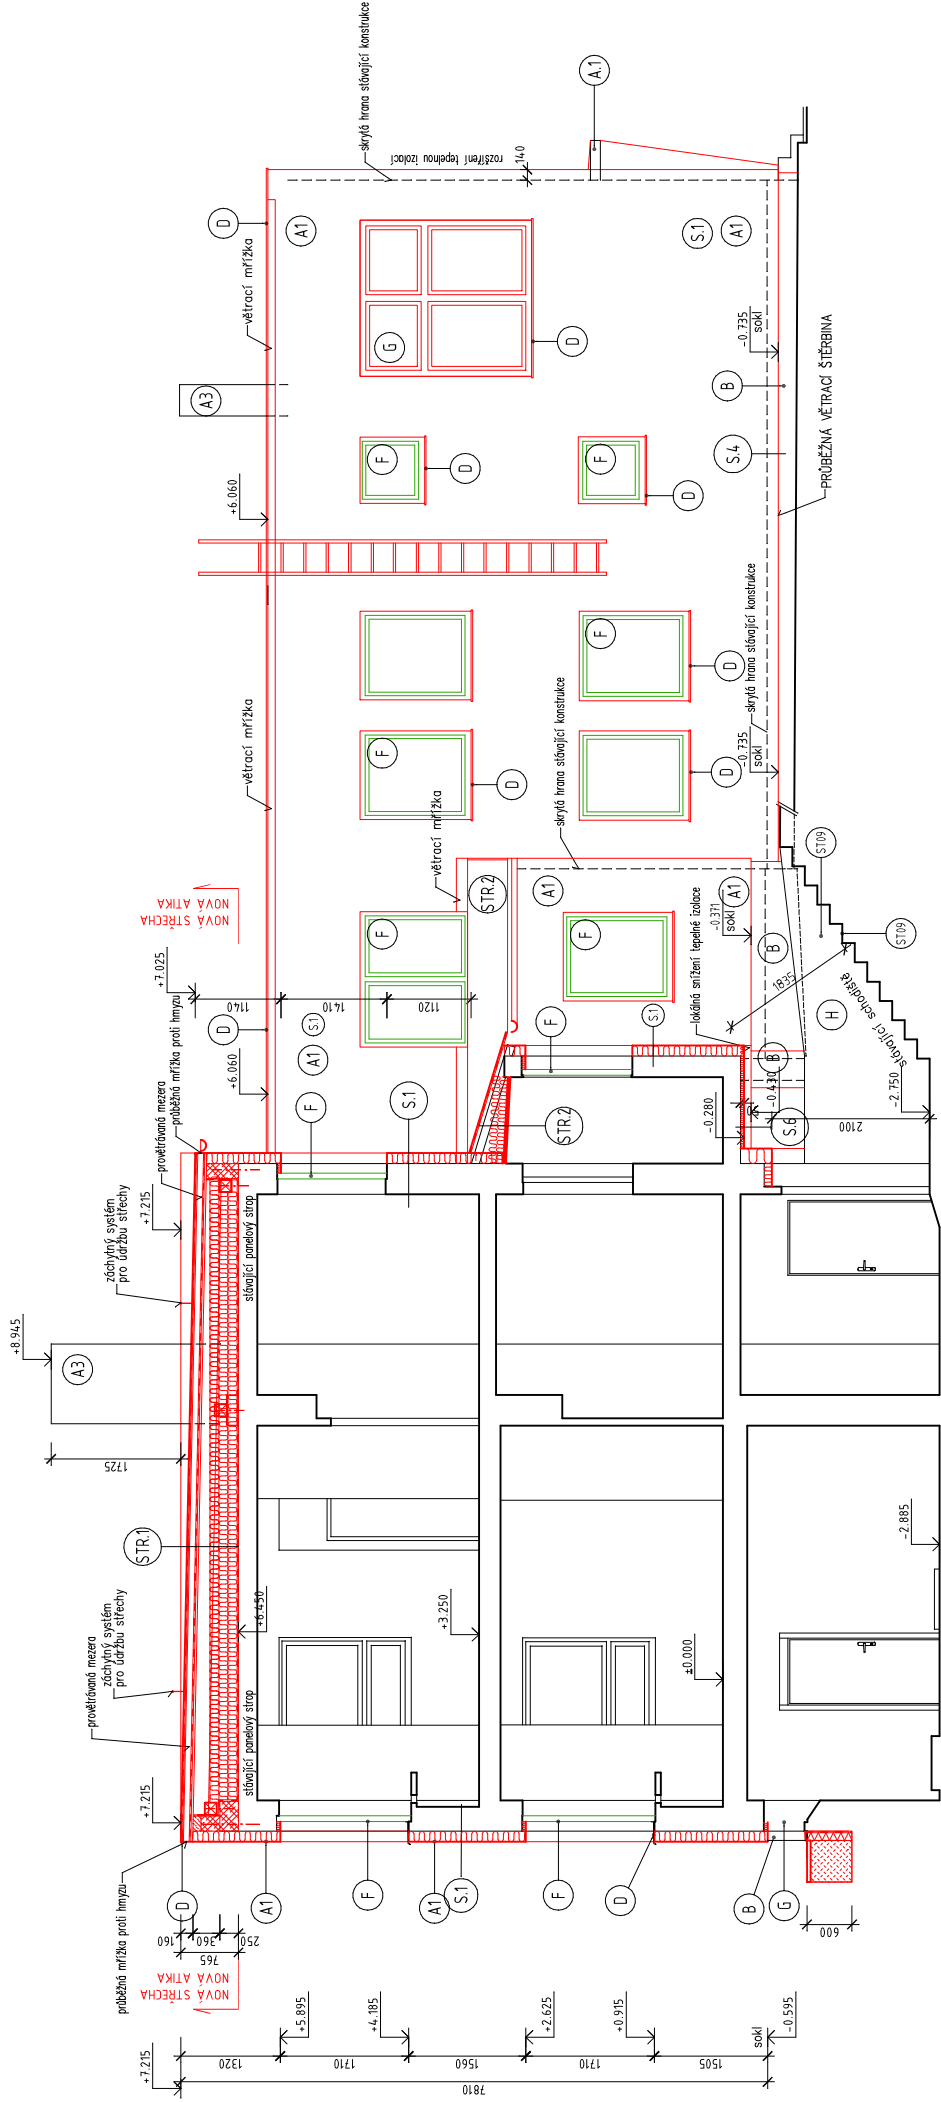 +8.945
A3
1725
záchytný systém
pro údržbu střechy
+7.215
provětrávaná mezera
průběžná mřížka proti hmyzu
+7.025
NOVÁ STŘECHA
NOVÁ ATIKA
+6.060
D
větrací mřížka
+6.060
A3
větrací mřížka
D
skrytá hrana stávající konstrukce
rozšíření tepelnou izolací
140
A.1
průběžná mřížka proti hmyzu
+7.215
provětrávaná mezera
záchytný systém
pro údržbu střechy
STR.1
D
A1
160
360
250
765
NOVÁ STŘECHA
NOVÁ ATIKA
stávající panelový strop
+6.450
stávající panelový strop
F
A1
S.1
1140
1410
1120
S.1
F
F
D
větrací mřížka
F
D
G
D
A1
F
A1
S.1
+3.250
STR.2
STR.2
F
S.1
A1
F
skrytá hrana stávající konstrukce
D
F
D
F
D
S.1
A1
F
D
±0.000
-0.280
lokálná snížení tepelné izolace
-0.371
sokl
A1
-0.735
sokl
skrytá hrana stávající konstrukce
S.4
B
-0.735
sokl
PRŮBĚŽNÁ VĚTRACÍ ŠTĚRBINA
B
G
600
-2.885
S.6
-0.430
B
B
1835
H
2100
-2.750
stávající schodiště
ST09
ST09
+7.215
1320
1710
1560
1710
1505
7810
+5.895
+4.185
+2.625
+0.915
sokl
-0.595